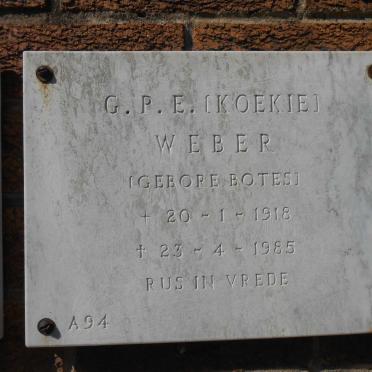 G.P.E. [KOEKIE]
WEBER
[GEBORE BOTES]
+ 20-1-1918
✝ 23-4-1985
RUS IN VREDE
A94